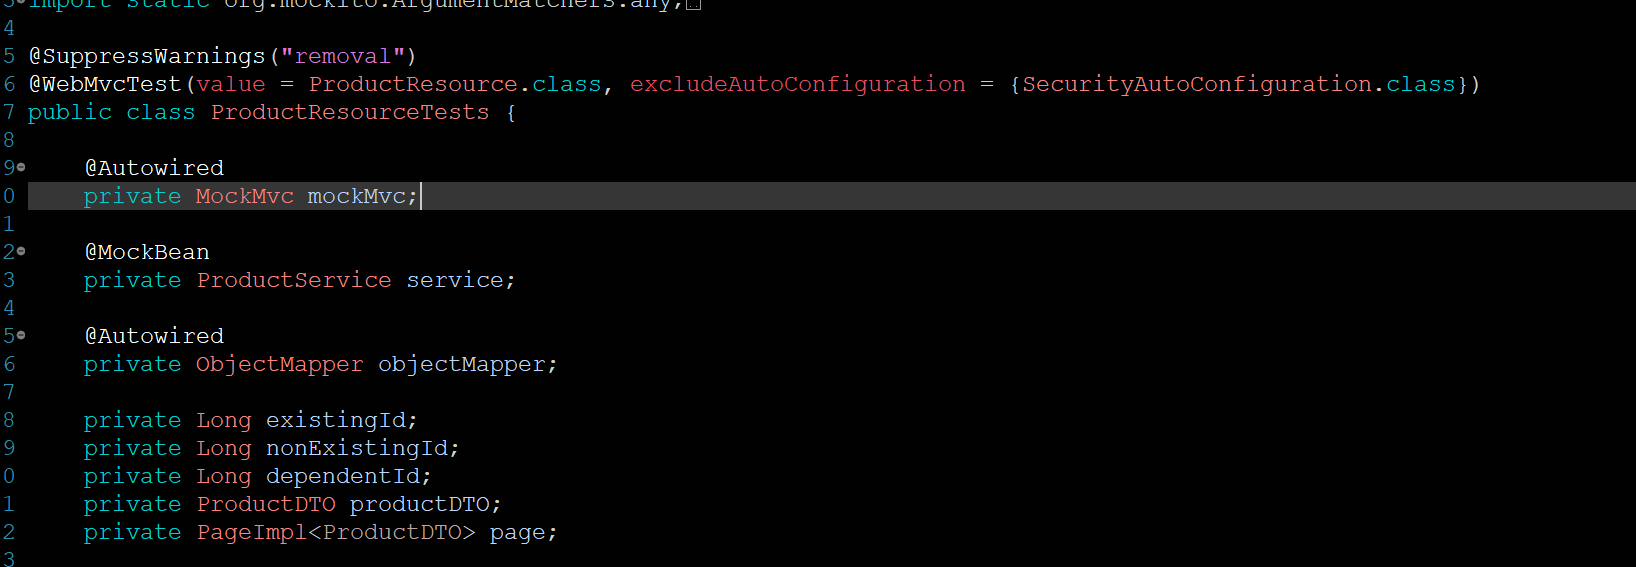 3 import static org.mockito.ArgumentMatchers.any;
4
5 @SuppressWarnings("removal")
6 @WebMvcTest(value = ProductResource.class, excludeAutoConfiguration = {SecurityAutoConfiguration.class})
7 public class ProductResourceTests {
8
9 @Autowired
0 private MockMvc mockMvc;
1
2 @MockBean
3 private ProductService service;
4
5 @Autowired
6 private ObjectMapper objectMapper;
7
8 private Long existingId;
9 private Long nonExistingId;
0 private Long dependentId;
1 private ProductDTO productDTO;
2 private PageImpl<ProductDTO> page;
3